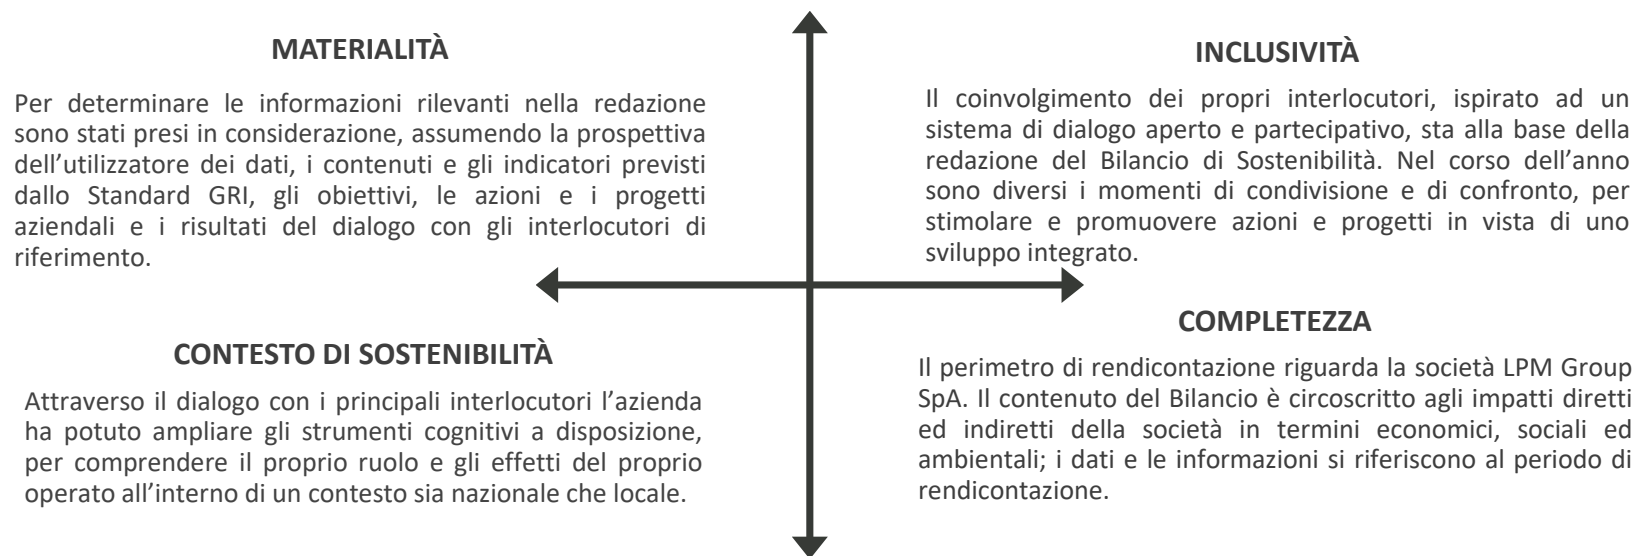 MATERIALITÀ
Per determinare le informazioni rilevanti nella redazione
sono stati presi in considerazione, assumendo la prospettiva
dell’utilizzatore dei dati, i contenuti e gli indicatori previsti
dallo Standard GRI, gli obiettivi, le azioni e i progetti
aziendali e i risultati del dialogo con gli interlocutori di
riferimento.
INCLUSIVITÀ
Il coinvolgimento dei propri interlocutori, ispirato ad un
sistema di dialogo aperto e partecipativo, sta alla base della
redazione del Bilancio di Sostenibilità. Nel corso dell’anno
sono diversi i momenti di condivisione e di confronto, per
stimolare e promuovere azioni e progetti in vista di uno
sviluppo integrato.
CONTESTO DI SOSTENIBILITÀ
Attraverso il dialogo con i principali interlocutori l’azienda
ha potuto ampliare gli strumenti cognitivi a disposizione,
per comprendere il proprio ruolo e gli effetti del proprio
operato all’interno di un contesto sia nazionale che locale.
COMPLETEZZA
Il perimetro di rendicontazione riguarda la società LPM Group
SpA. Il contenuto del Bilancio è circoscritto agli impatti diretti
ed indiretti della società in termini economici, sociali ed
ambientali; i dati e le informazioni si riferiscono al periodo di
rendicontazione.